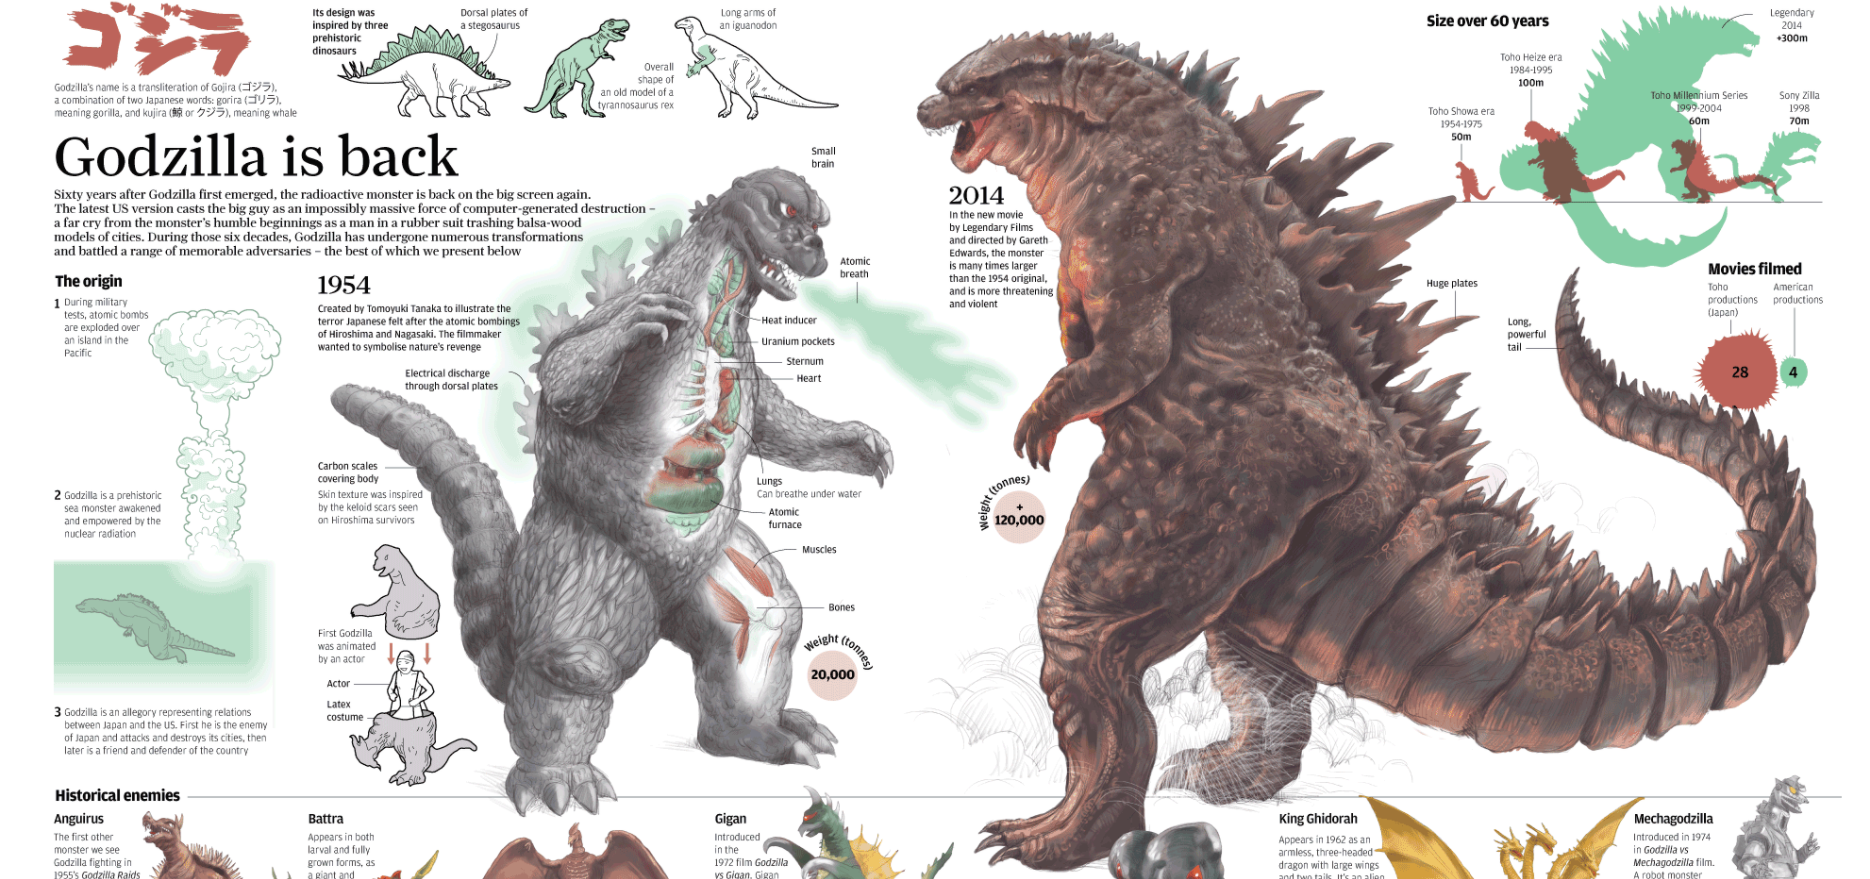 ゴジラ
Godzilla's name is a transliteration of Gojira (ゴジラ),
a combination of two Japanese words: gorira (ゴリラ),
meaning gorilla, and kujira (鯨 or クジラ), meaning whale
Its design was
inspired by three
prehistoric
dinosaurs
Dorsal plates of
a stegosaurus
Overall
shape of
an old model of a
tyrannosaurus rex
Long arms of
an iguanodon
Godzilla is back
Sixty years after Godzilla first emerged, the radioactive monster is back on the big screen again.
The latest US version casts the big guy as an impossibly massive force of computer-generated destruction –
a far cry from the monster's humble beginnings as a man in a rubber suit trashing balsa-wood
models of cities. During those six decades, Godzilla has undergone numerous transformations
and battled a range of memorable adversaries – the best of which we present below
The origin
1 During military
tests, atomic bombs
are exploded over
an island in the
Pacific
2 Godzilla is a prehistoric
sea monster awakened
and empowered by the
nuclear radiation
3 Godzilla is an allegory representing relations
between Japan and the US. First he is the enemy
of Japan and attacks and destroys its cities, then
later is a friend and defender of the country
1954
Created by Tomoyuki Tanaka to illustrate the
terror Japanese felt after the atomic bombings
of Hiroshima and Nagasaki. The filmmaker
wanted to symbolise nature's revenge
Electrical discharge
through dorsal plates
Carbon scales
covering body
Skin texture was inspired
by the keloid scars seen
on Hiroshima survivors
First Godzilla
was animated
by an actor
Actor
Latex
costume
Small
brain
Atomic
breath
Heat inducer
Uranium pockets
Sternum
Heart
Lungs
Can breathe under water
Atomic
furnace
Muscles
Bones
Weight (tonnes)
20,000
2014
In the new movie
by Legendary Films
and directed by Gareth
Edwards, the monster
is many times larger
than the 1954 original,
and is more threatening
and violent
Weight (tonnes)
+
120,000
Huge plates
Long,
powerful
tail
Size over 60 years
Toho Showa era
1954-1975
50m
Toho Heize era
1984-1995
100m
Toho Millennium Series
1999-2004
60m
Sony Zilla
1998
70m
Legendary
2014
+300m
Movies filmed
Toho
productions
(Japan)
American
productions
28
4
Historical enemies
Anguirus
The first other
monster we see
Godzilla fighting in
1955's Godzilla Raids
Battra
Appears in both
larval and fully
grown forms, as
a giant and
Gigan
Introduced
in the
1972 film Godzilla
vs Gigan. Gigan
King Ghidorah
Appears in 1962 as an
armless, three-headed
dragon with large wings
and two tails. It's an alien
Mechagodzilla
Introduced in 1974
in Godzilla vs
Mechagodzilla film.
A robot monster